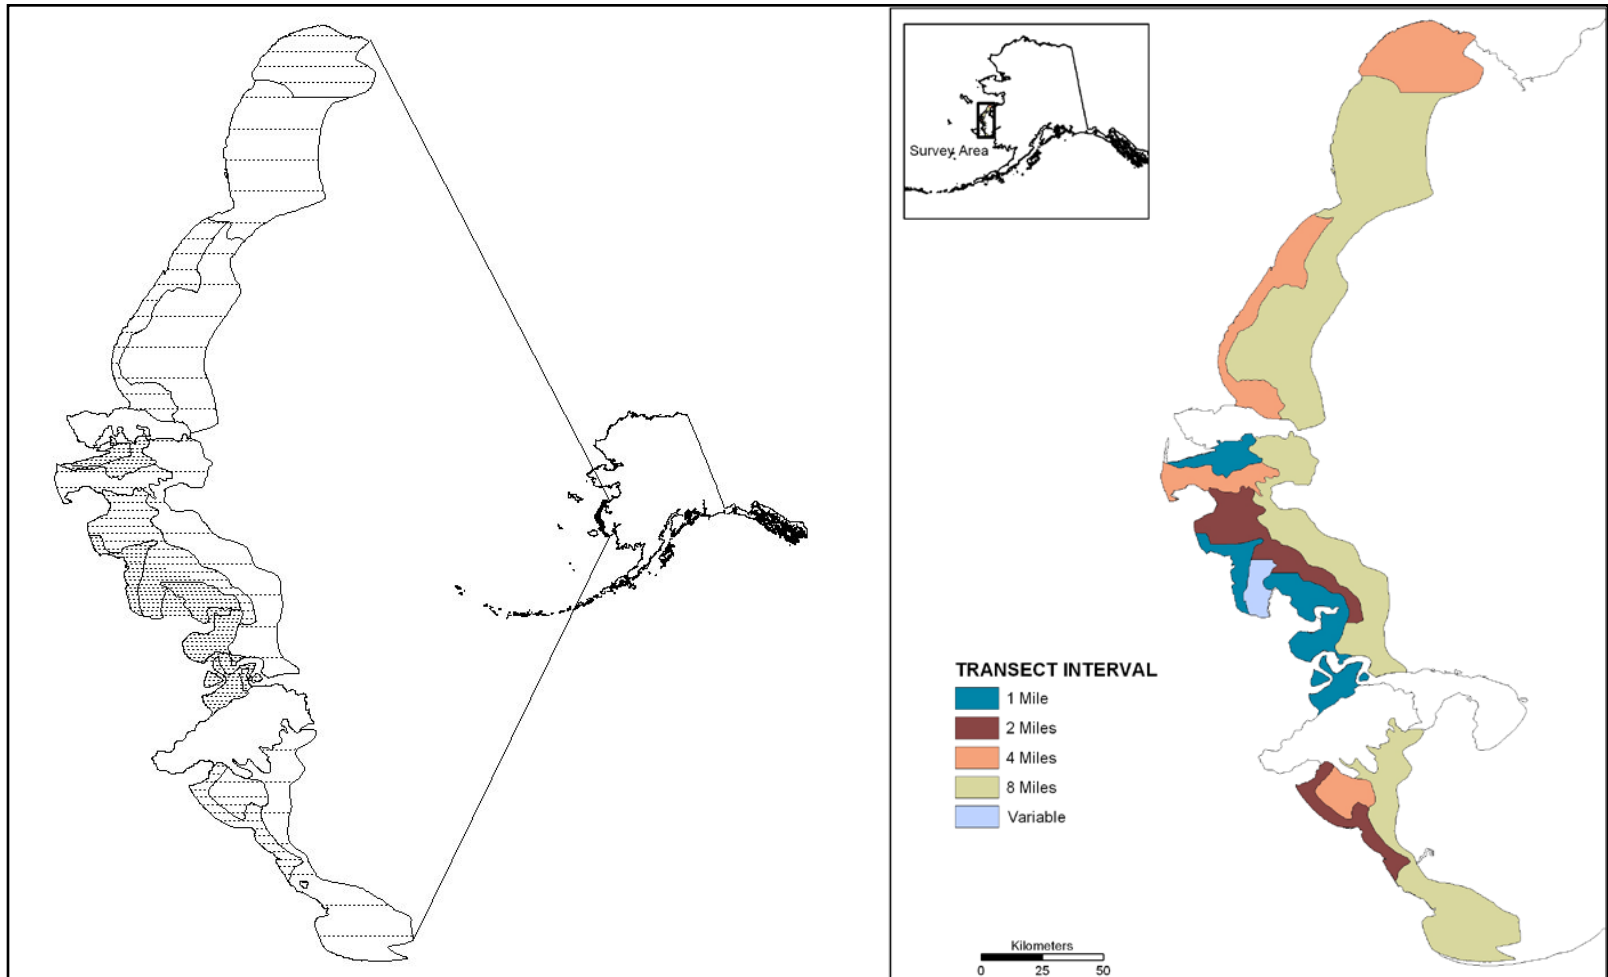 Survey Area
TRANSECT INTERVAL
1 Mile
2 Miles
4 Miles
8 Miles
Variable
Kilometers
0 25 50